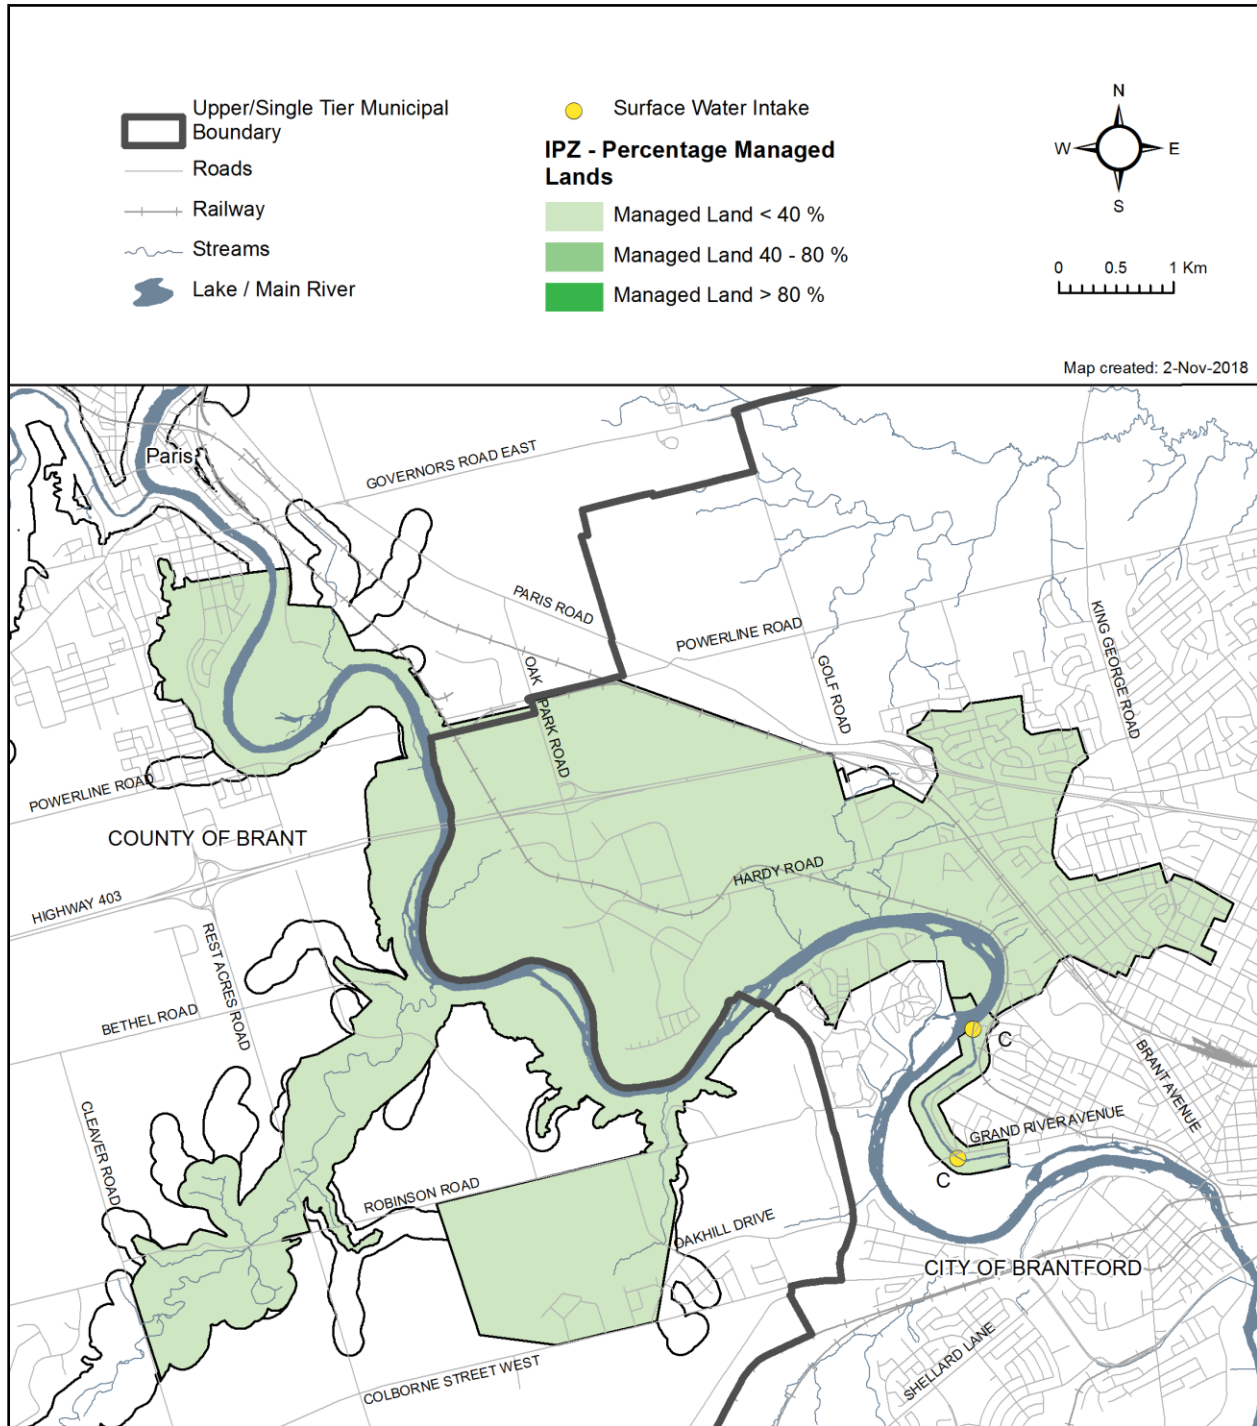 Upper/Single Tier Municipal
Boundary
Roads
Railway
Streams
Lake / Main River
Surface Water Intake
IPZ - Percentage Managed
Lands
Managed Land < 40 %
Managed Land 40 - 80 %
Managed Land > 80 %
N
W
E
S
0 0.5 1 Km
Map created: 2-Nov-2018
Paris
GOVERNORS ROAD EAST
PARIS ROAD
POWERLINE ROAD
OAK PARK ROAD
GOLF ROAD
KING GEORGE ROAD
POWERLINE ROAD
COUNTY OF BRANT
HARDY ROAD
HIGHWAY 403
REST ACRES ROAD
BETHEL ROAD
C
BRANT AVENUE
CLEAVER ROAD
GRAND RIVER AVENUE
C
ROBINSON ROAD
OAKHILL DRIVE
CITY OF BRANTFORD
SHELLARD LANE
COLBORNE STREET WEST